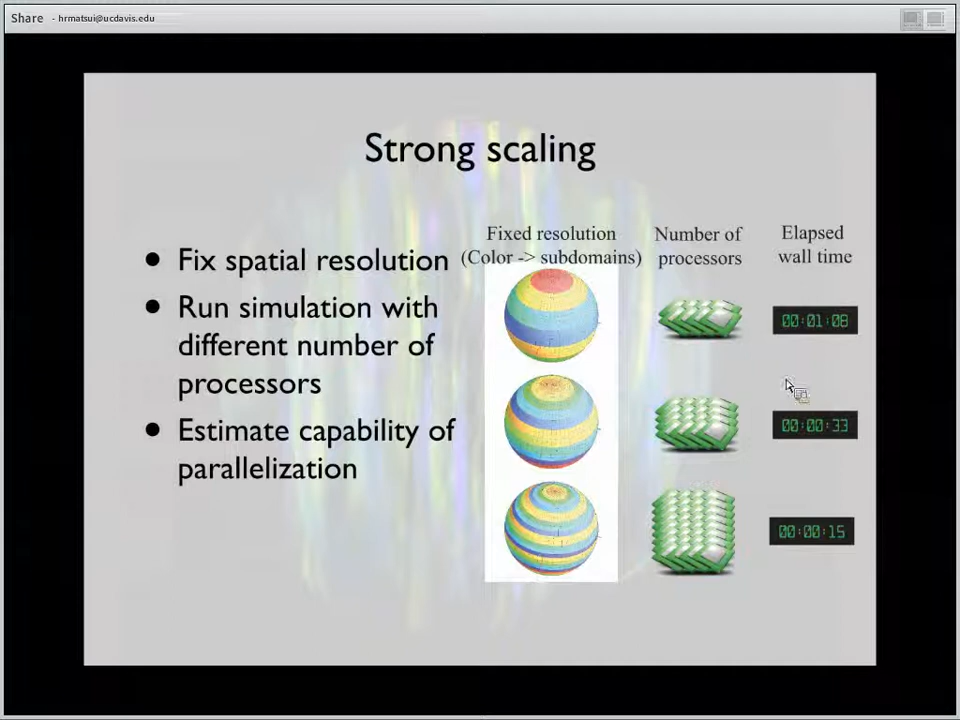 Share - hrmatsui@ucdavis.edu
Strong scaling
• Fix spatial resolution
• Run simulation with
different number of
processors
• Estimate capability of
parallelization
Fixed resolution
(Color -> subdomains)
Number of
processors
Elapsed
wall time
00:01:08
00:00:33
00:00:15